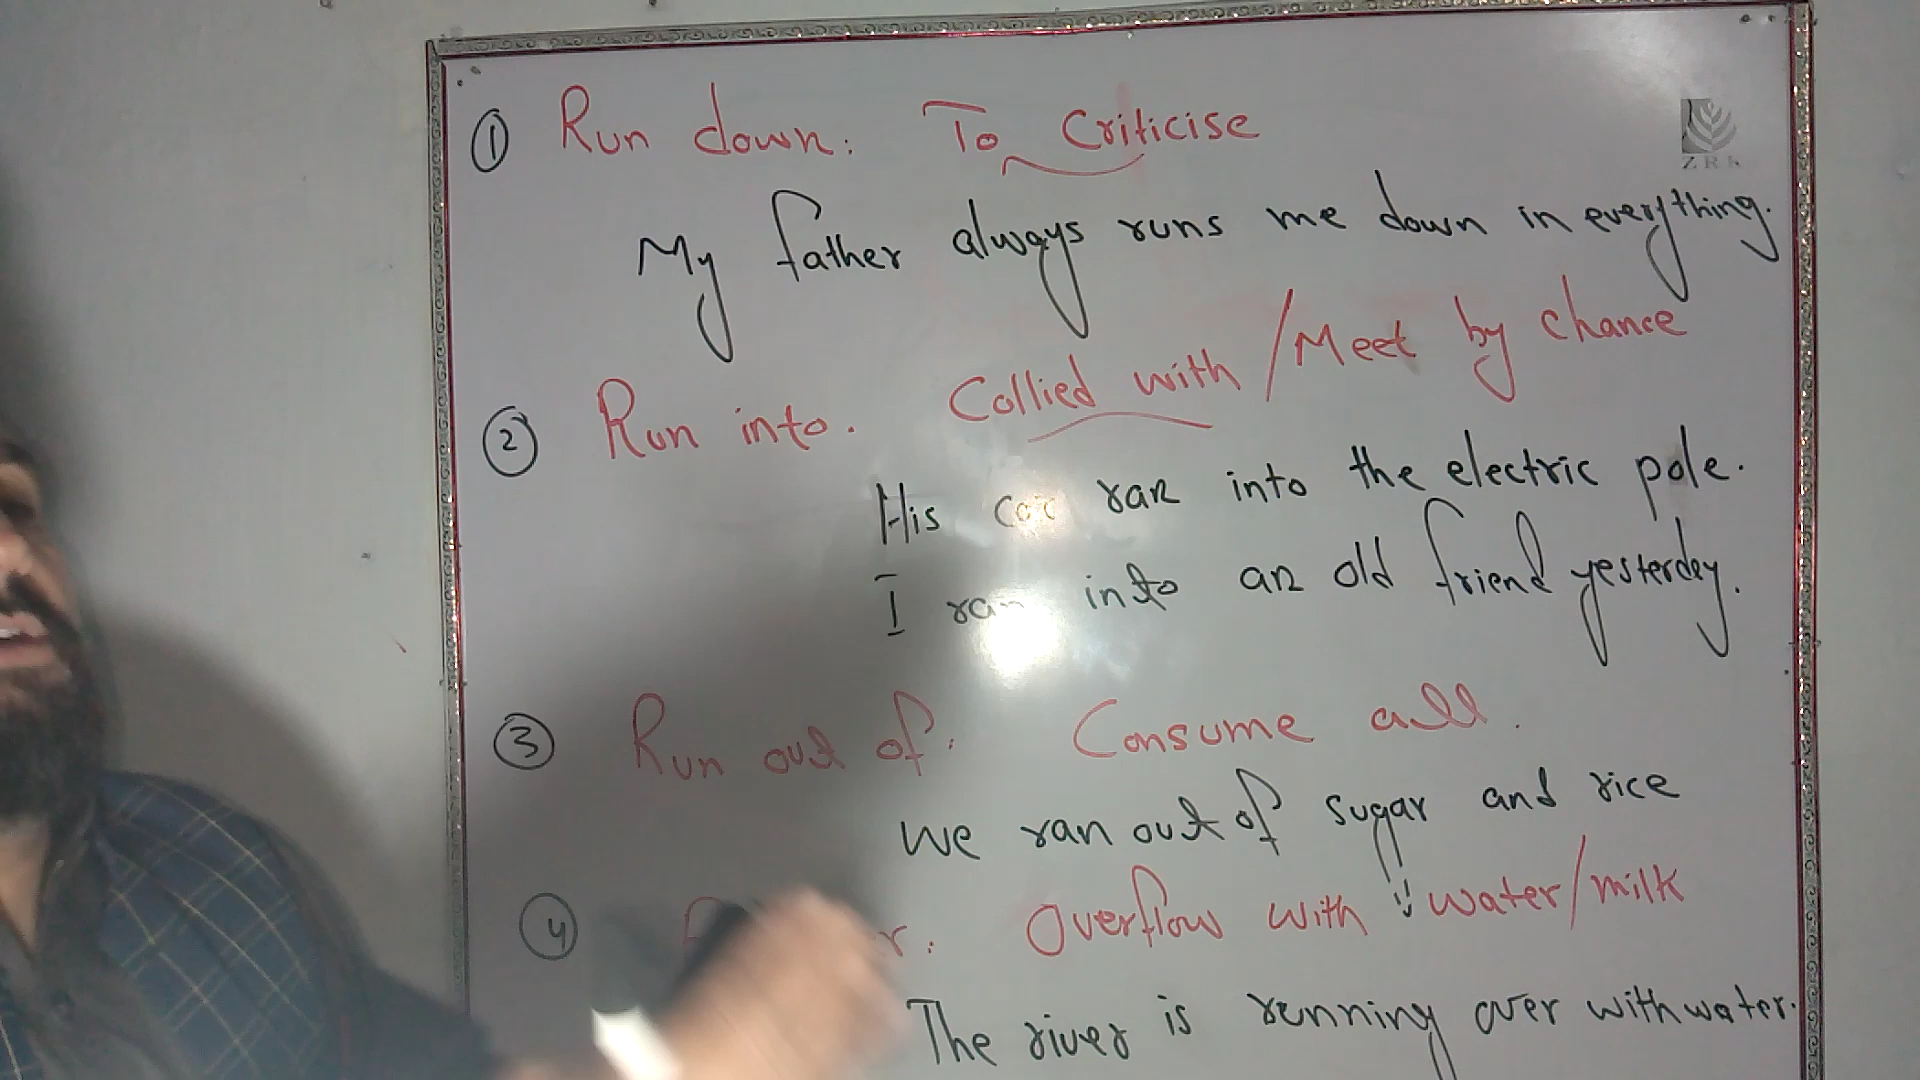 ① Run down: To Criticise
ZRK
My father always runs me down in everything.
② Run into. Collied with/Meet by chance
His car ran into the electric pole.
I ran into an old friend yesterday.
③ Run out of: Consume all.
We ran out of sugar and rice
④ Overflow with water/milk
The river is running over with water.